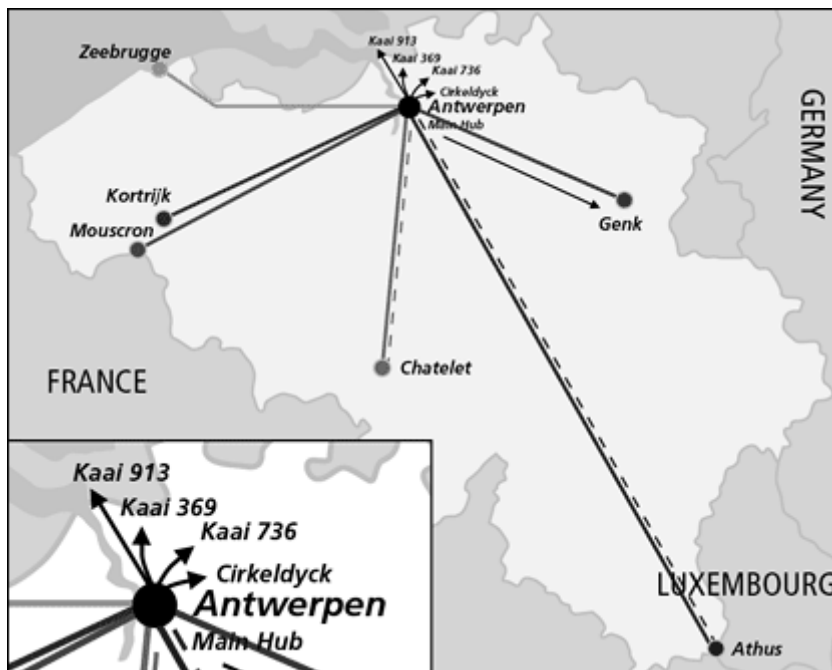 Kaai 913
Zeebrugge
Kaai 369
Kaai 736
Cirkeldyck
Antwerpen
Main Hub
GERMANY
Kortrijk
Mouscron
Genk
Chatelet
FRANCE
LUXEMBOURG
Athus
Kaai 913
Kaai 369
Kaai 736
Cirkeldyck
Antwerpen
Main Hub